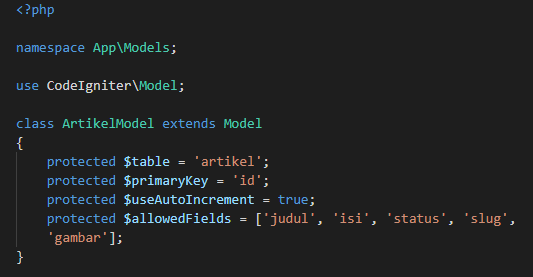 <?php
namespace App\Models;
use CodeIgniter\Model;
class ArtikelModel extends Model
{
    protected $table = 'artikel';
    protected $primaryKey = 'id';
    protected $useAutoIncrement = true;
    protected $allowedFields = ['judul', 'isi', 'status', 'slug',
    'gambar'];
}